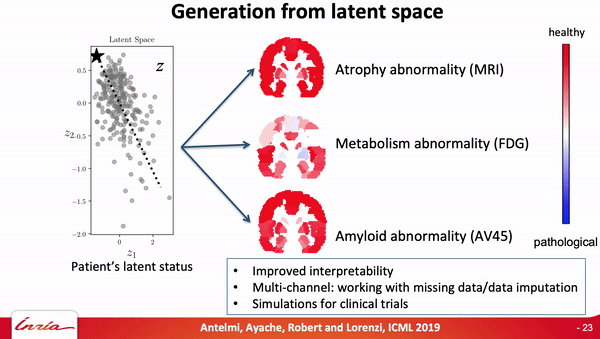 Generation from latent space
healthy
Latent Space
z
0.5
0.0
-0.5
-1.0
-1.5
-2.0
z2
0
2
z1
Patient's latent status
Atrophy abnormality (MRI)
Metabolism abnormality (FDG)
Amyloid abnormality (AV45)
pathological
• Improved interpretability
• Multi-channel: working with missing data/data imputation
• Simulations for clinical trials
Inria
Antelmi, Ayache, Robert and Lorenzi, ICML 2019
- 23